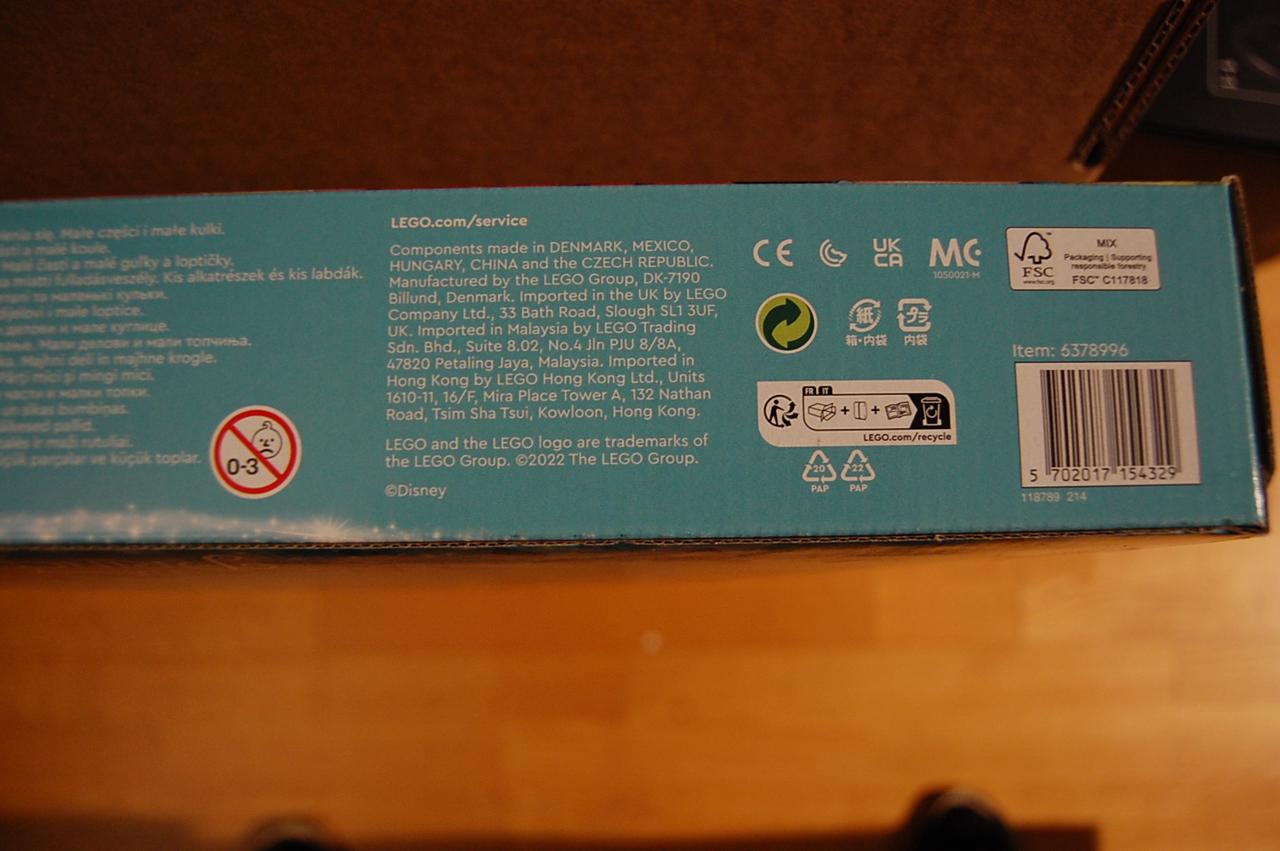 się. Małe części i małe kulki.
a malé koule.
Malé časti a malé guľky a loptičky.
Kis alkatrészek és kis labdák.
та маленькі кульки.
i male loptice.
делови и мале куглице.
Мали делови и мали топчиња.
Majhni deli in majhne krogle.
mici și mingi mici.
части и малки топки.
ir maži rutuliai.
parçalar ve küçük toplar.
0-3
LEGO.com/service
Components made in DENMARK, MEXICO,
HUNGARY, CHINA and the CZECH REPUBLIC.
Manufactured by the LEGO Group, DK-7190
Billund, Denmark. Imported in the UK by LEGO
Company Ltd., 33 Bath Road, Slough SL1 3UF,
UK. Imported in Malaysia by LEGO Trading
Sdn. Bhd., Suite 8.02, No.4 Jln PJU 8/8A,
47820 Petaling Jaya, Malaysia. Imported in
Hong Kong by LEGO Hong Kong Ltd., Units
1610-11, 16/F, Mira Place Tower A, 132 Nathan
Road, Tsim Sha Tsui, Kowloon, Hong Kong.
LEGO and the LEGO logo are trademarks of
the LEGO Group. ©2022 The LEGO Group.
©Disney
CE
UK
CA
MC
1050021-M
FSC
www.fsc.org
MIX
Packaging | Supporting
responsible forestry
FSC™ C117818
紙
箱・内袋
プラ
内袋
FR IT
+ +
LEGO.com/recycle
20
PAP
22
PAP
Item: 6378996
5 702017 154329
118789 214